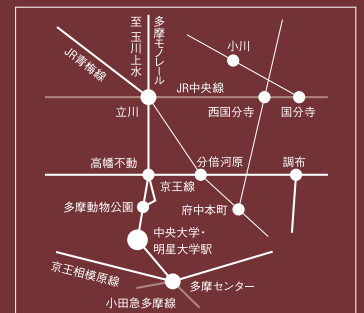 至 玉川上水
多摩モノレール
小川
JR青梅線
JR中央線
立川
西国分寺
国分寺
高幡不動
分倍河原
調布
京王線
多摩動物公園
府中本町
中央大学・
明星大学駅
京王相模原線
多摩センター
小田急多摩線